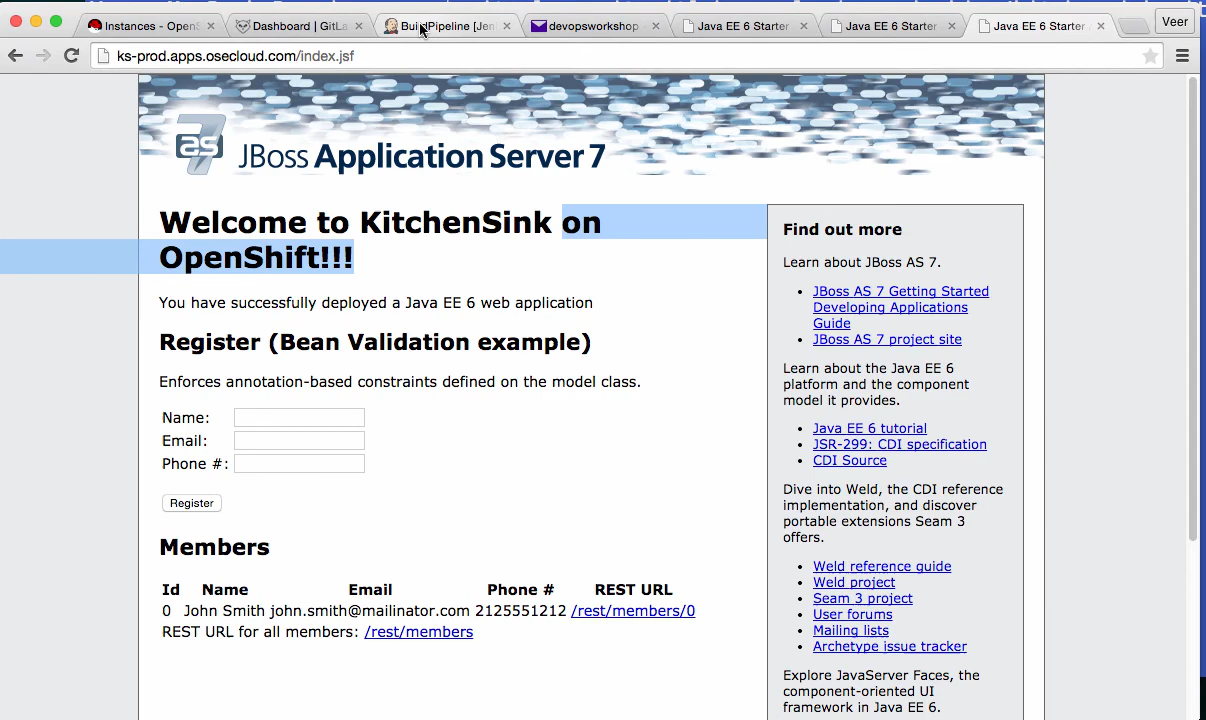 Instances - OpenS
Dashboard | GitLa
BuildPipeline [Jen
devopsworkshop
Java EE 6 Starter
Java EE 6 Starter
Java EE 6 Starter
Veer
ks-prod.apps.osecloud.com/index.jsf
as 7 JBoss Application Server 7
Welcome to KitchenSink on
OpenShift!!!
You have successfully deployed a Java EE 6 web application
Register (Bean Validation example)
Enforces annotation-based constraints defined on the model class.
Name:
Email:
Phone #:
Register
Members
Id Name Email Phone # REST URL
0 John Smith john.smith@mailinator.com 2125551212 /rest/members/0
REST URL for all members: /rest/members
Find out more
Learn about JBoss AS 7.
JBoss AS 7 Getting Started
Developing Applications
Guide
JBoss AS 7 project site
Learn about the Java EE 6
platform and the component
model it provides.
Java EE 6 tutorial
JSR-299: CDI specification
CDI Source
Dive into Weld, the CDI reference
implementation, and discover
portable extensions Seam 3
offers.
Weld reference guide
Weld project
Seam 3 project
User forums
Mailing lists
Archetype issue tracker
Explore JavaServer Faces, the
component-oriented UI
framework in Java EE 6.